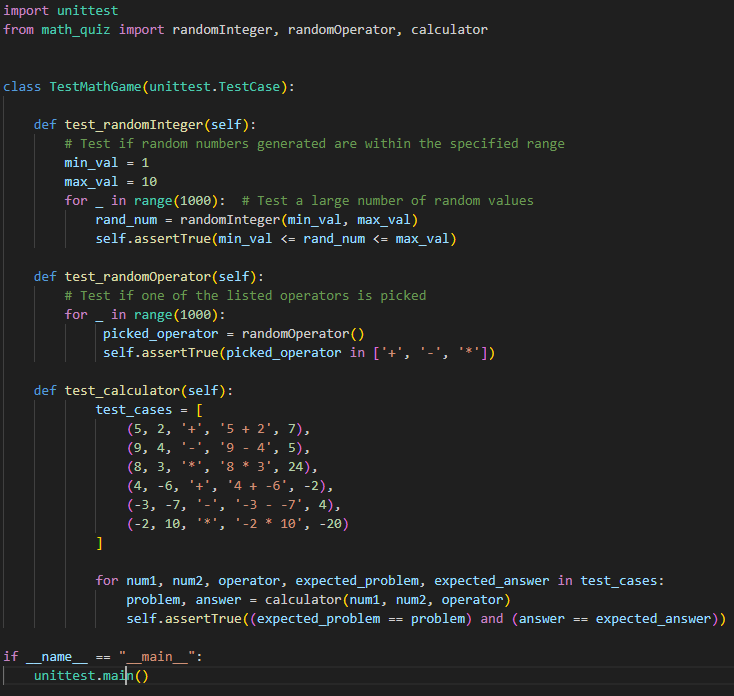 import unittest
from math_quiz import randomInteger, randomOperator, calculator
class TestMathGame(unittest.TestCase):
def test_randomInteger(self):
# Test if random numbers generated are within the specified range
min_val = 1
max_val = 10
for _ in range(1000):  # Test a large number of random values
rand_num = randomInteger(min_val, max_val)
self.assertTrue(min_val <= rand_num <= max_val)
def test_randomOperator(self):
# Test if one of the listed operators is picked
for _ in range(1000):
picked_operator = randomOperator()
self.assertTrue(picked_operator in ['+', '-', '*'])
def test_calculator(self):
test_cases = [
(5, 2, '+', '5 + 2', 7),
(9, 4, '-', '9 - 4', 5),
(8, 3, '*', '8 * 3', 24),
(4, -6, '+', '4 + -6', -2),
(-3, -7, '-', '-3 - -7', 4),
(-2, 10, '*', '-2 * 10', -20)
]
for num1, num2, operator, expected_problem, expected_answer in test_cases:
problem, answer = calculator(num1, num2, operator)
self.assertTrue((expected_problem == problem) and (answer == expected_answer))
if __name__ == "__main__":
unittest.main()